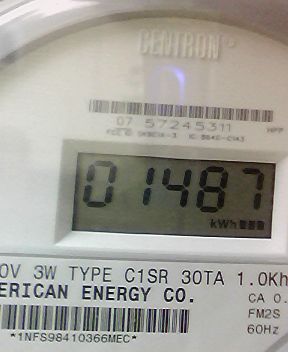 CENTRON®
07 57245311 HPP
01487
kWh
0V 3W TYPE C1SR 30TA 1.0Kh
ERICAN ENERGY CO. CA 0.
FM2S
60Hz
*1NFS98410366MEC*